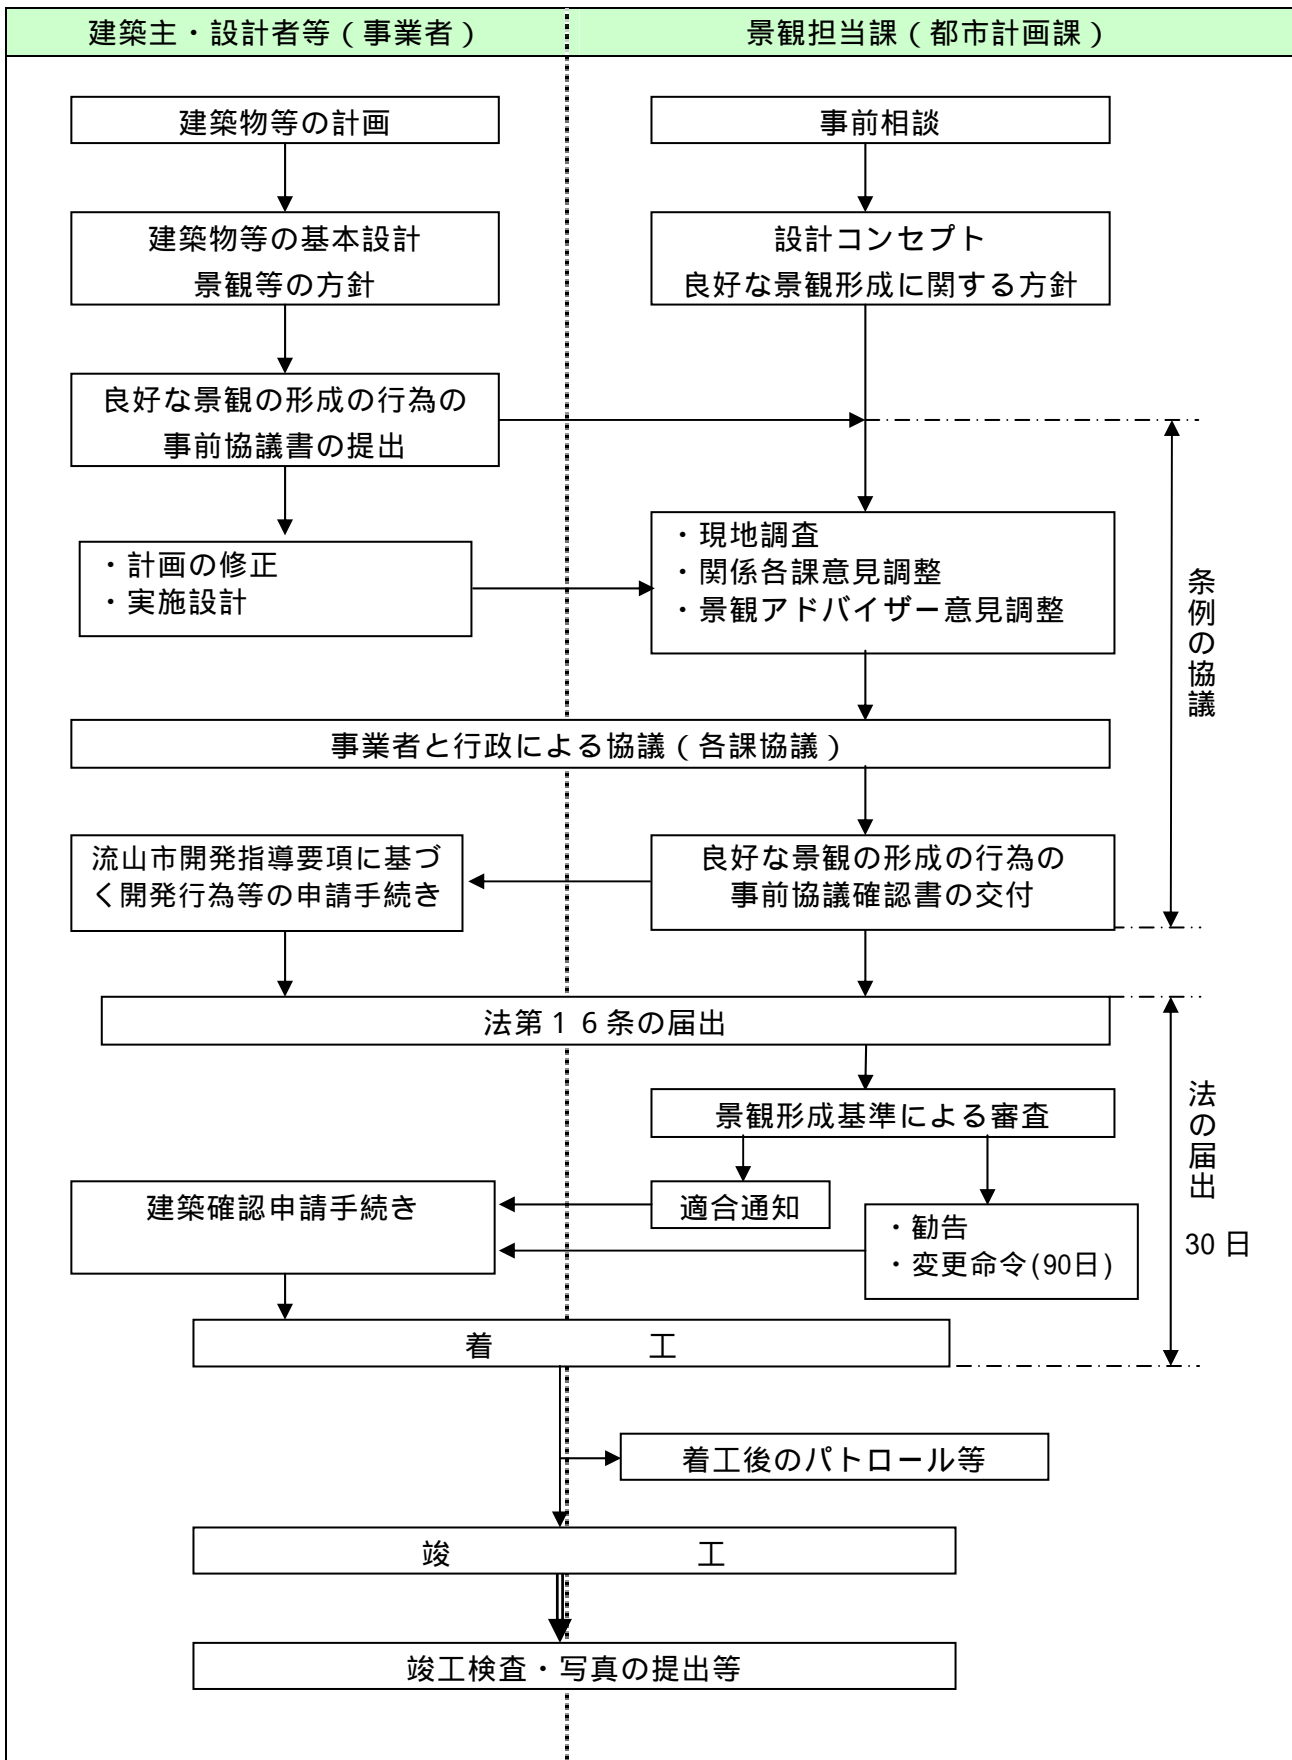 建築主・設計者等（事業者）
景観担当課（都市計画課）
建築物等の計画
事前相談
建築物等の基本設計
景観等の方針
設計コンセプト
良好な景観形成に関する方針
良好な景観の形成の行為の
事前協議書の提出
・計画の修正
・実施設計
・現地調査
・関係各課意見調整
・景観アドバイザー意見調整
条例の協議
事業者と行政による協議（各課協議）
流山市開発指導要項に基づ
く開発行為等の申請手続き
良好な景観の形成の行為の
事前協議確認書の交付
法第１６条の届出
景観形成基準による審査
法の届出
30日
建築確認申請手続き
適合通知
・勧告
・変更命令(90日)
着　　　　　工
着工後のパトロール等
竣　　　　　　　　工
竣工検査・写真の提出等